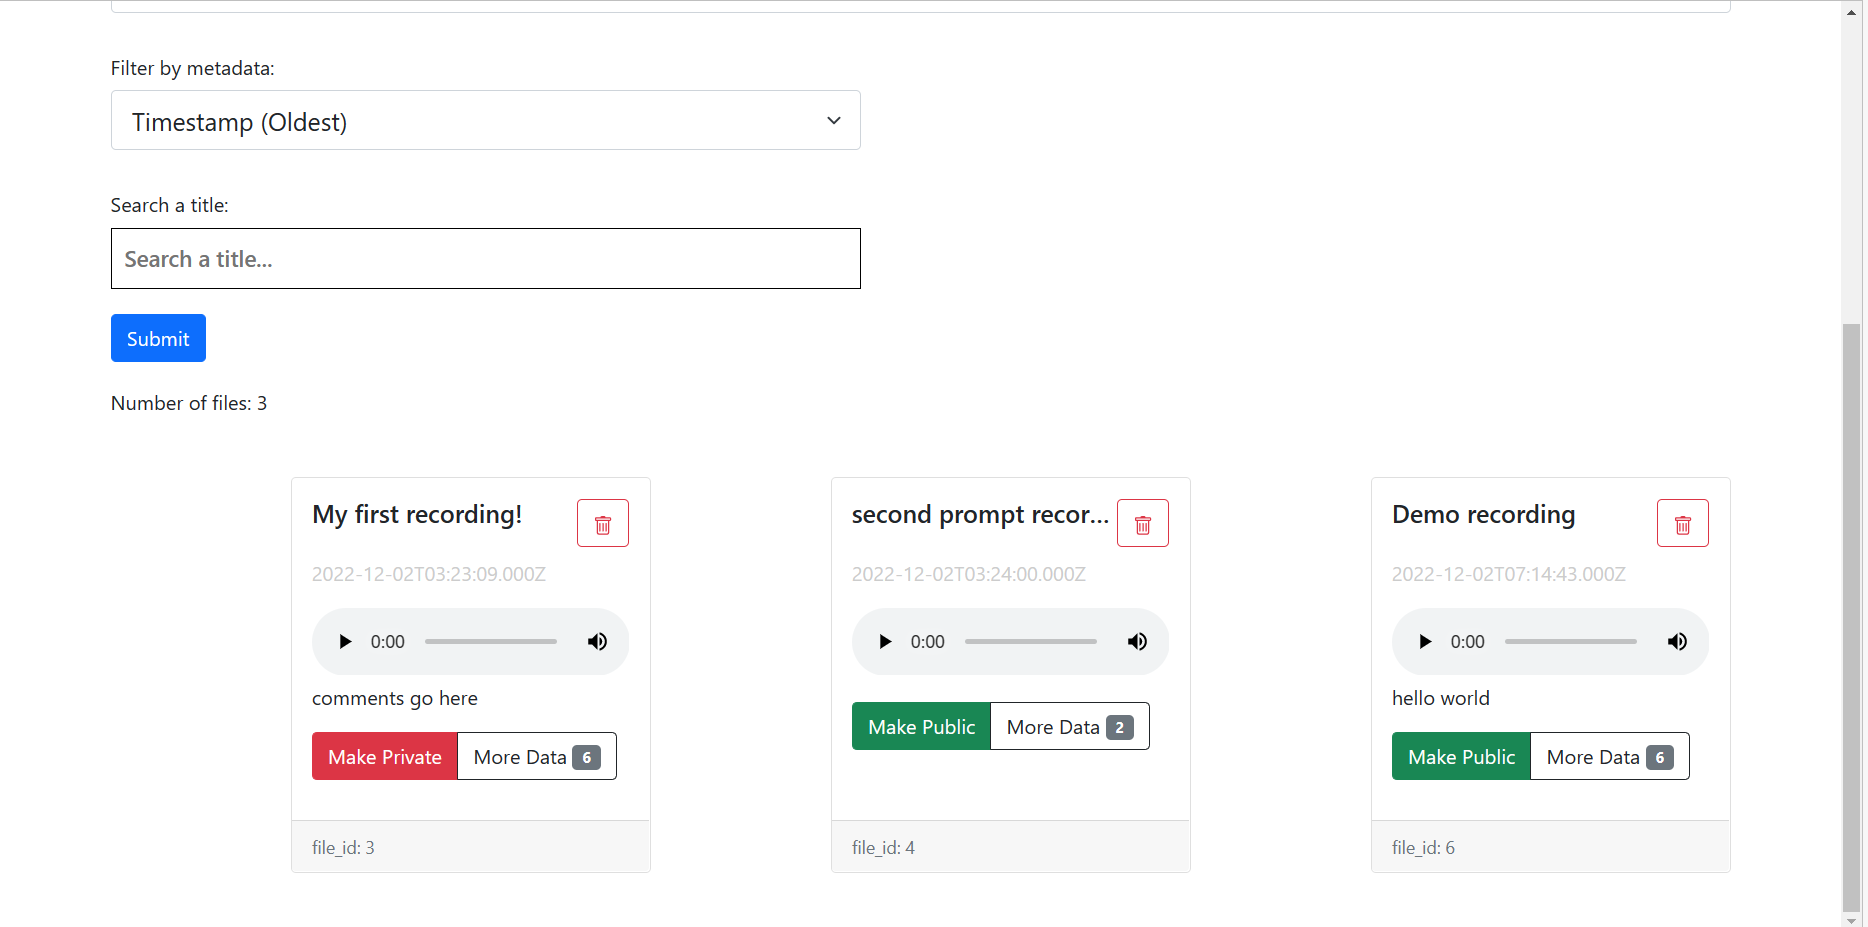 Filter by metadata:
Timestamp (Oldest)
Search a title:
Search a title...
Submit
Number of files: 3
My first recording!
2022-12-02T03:23:09.000Z
0:00
comments go here
Make Private More Data 6
file_id: 3
second prompt recor...
2022-12-02T03:24:00.000Z
0:00
Make Public More Data 2
file_id: 4
Demo recording
2022-12-02T07:14:43.000Z
0:00
hello world
Make Public More Data 6
file_id: 6